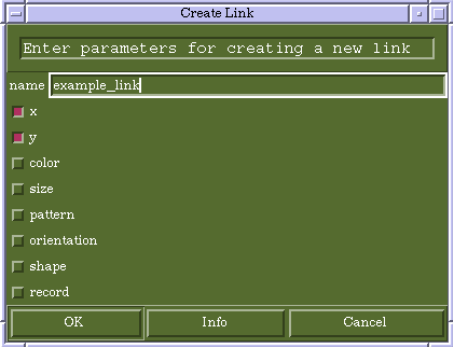 Create Link
Enter parameters for creating a new link
name example_link
x
y
color
size
pattern
orientation
shape
record
OK Info Cancel